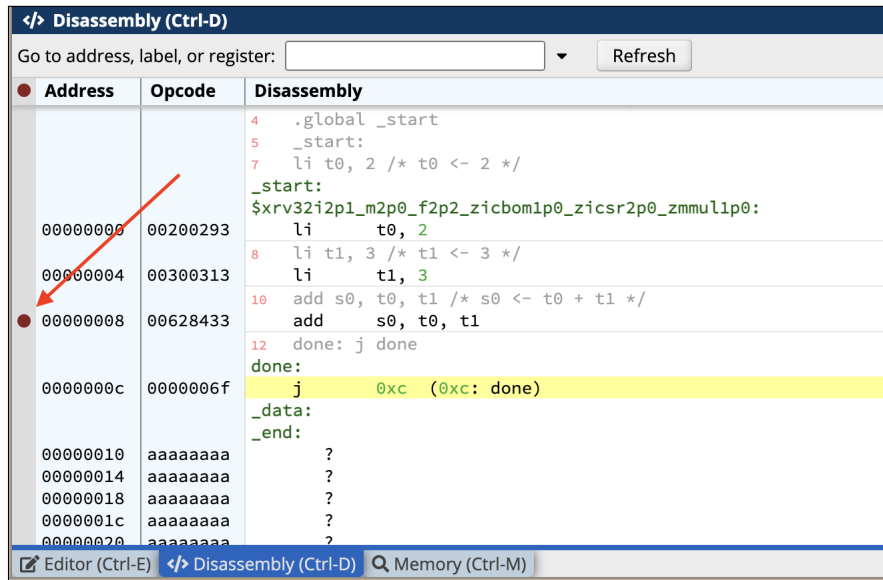 </> Disassembly (Ctrl-D)
Go to address, label, or register: Refresh
Address Opcode Disassembly
4 .global _start
5 _start:
7 li t0, 2 /* t0 <- 2 */
_start:
$xrv32i2p1_m2p0_f2p2_zicbom1p0_zicsr2p0_zmmul1p0:
00000000 00200293 li t0, 2
8 li t1, 3 /* t1 <- 3 */
00000004 00300313 li t1, 3
10 add s0, t0, t1 /* s0 <- t0 + t1 */
00000008 00628433 add s0, t0, t1
12 done: j done
done:
0000000c 0000006f j 0xc (0xc: done)
_data:
_end:
00000010 aaaaaaaa ?
00000014 aaaaaaaa ?
00000018 aaaaaaaa ?
0000001c aaaaaaaa ?
00000020 aaaaaaaa ?
Editor (Ctrl-E) </> Disassembly (Ctrl-D) Memory (Ctrl-M)